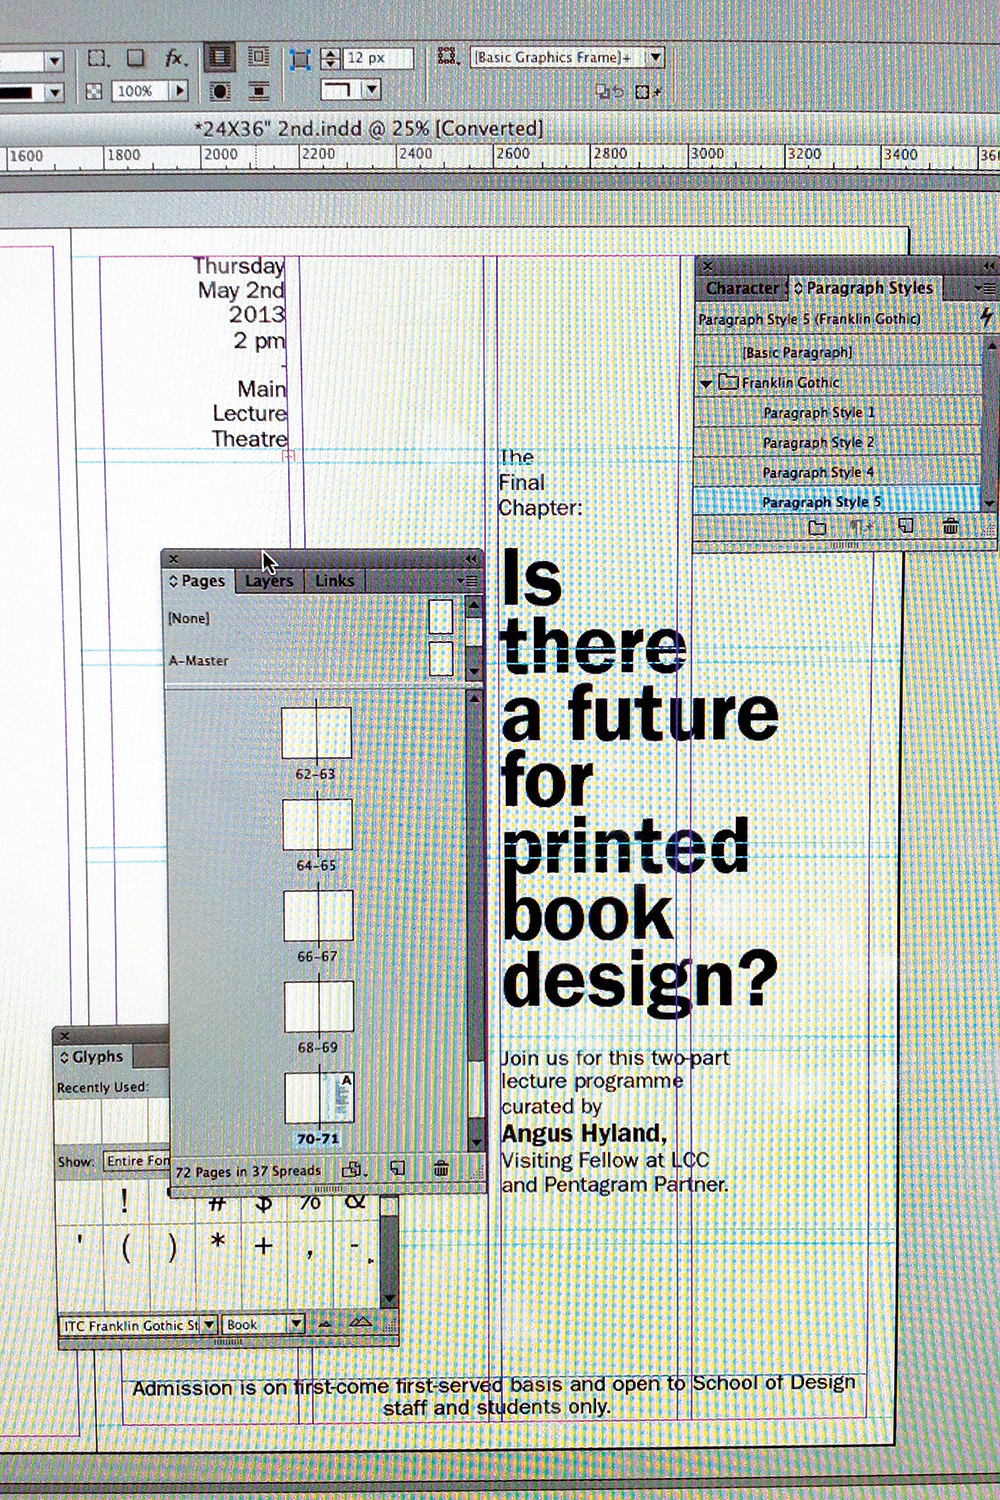 fx.
12 px
[Basic Graphics Frame]+
100%
*24X36" 2nd.indd @ 25% [Converted]
1600 1800 2000 2200 2400 2600 2800 3000 3200 3400
Thursday
May 2nd
2013
2 pm
-
Main
Lecture
Theatre
Character Paragraph Styles
Paragraph Style 5 (Franklin Gothic)
[Basic Paragraph]
Franklin Gothic
Paragraph Style 1
Paragraph Style 2
Paragraph Style 4
Paragraph Style 5
The
Final
Chapter:
Is
there
a future
for
printed
book
design?
Join us for this two-part
lecture programme
curated by
Angus Hyland,
Visiting Fellow at LCC
and Pentagram Partner.
Pages Layers Links
[None]
A-Master
62-63
64-65
66-67
68-69
A
70-71
72 Pages in 37 Spreads
Glyphs
Recently Used:
Show: Entire Fon
! " # $ % &
' ( ) * + , - .
ITC Franklin Gothic St Book
Admission is on first-come first-served basis and open to School of Design
staff and students only.